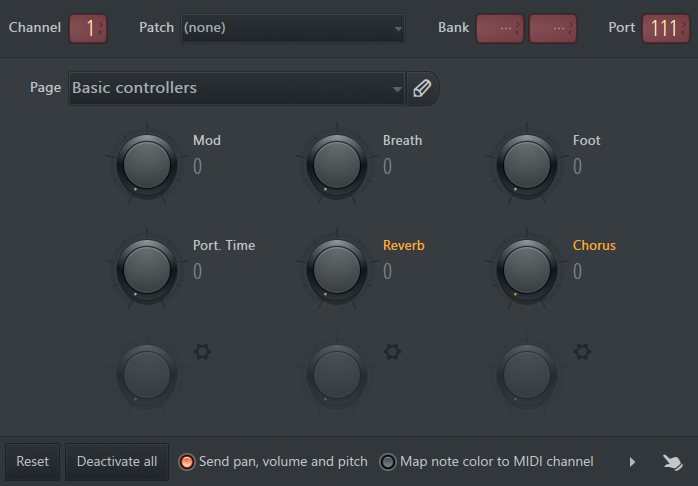 Channel 1 Patch (none) Bank ... ... Port 111
Page Basic controllers
Mod Breath Foot
0 0 0
Port. Time Reverb Chorus
0 0 0
Reset Deactivate all Send pan, volume and pitch Map note color to MIDI channel